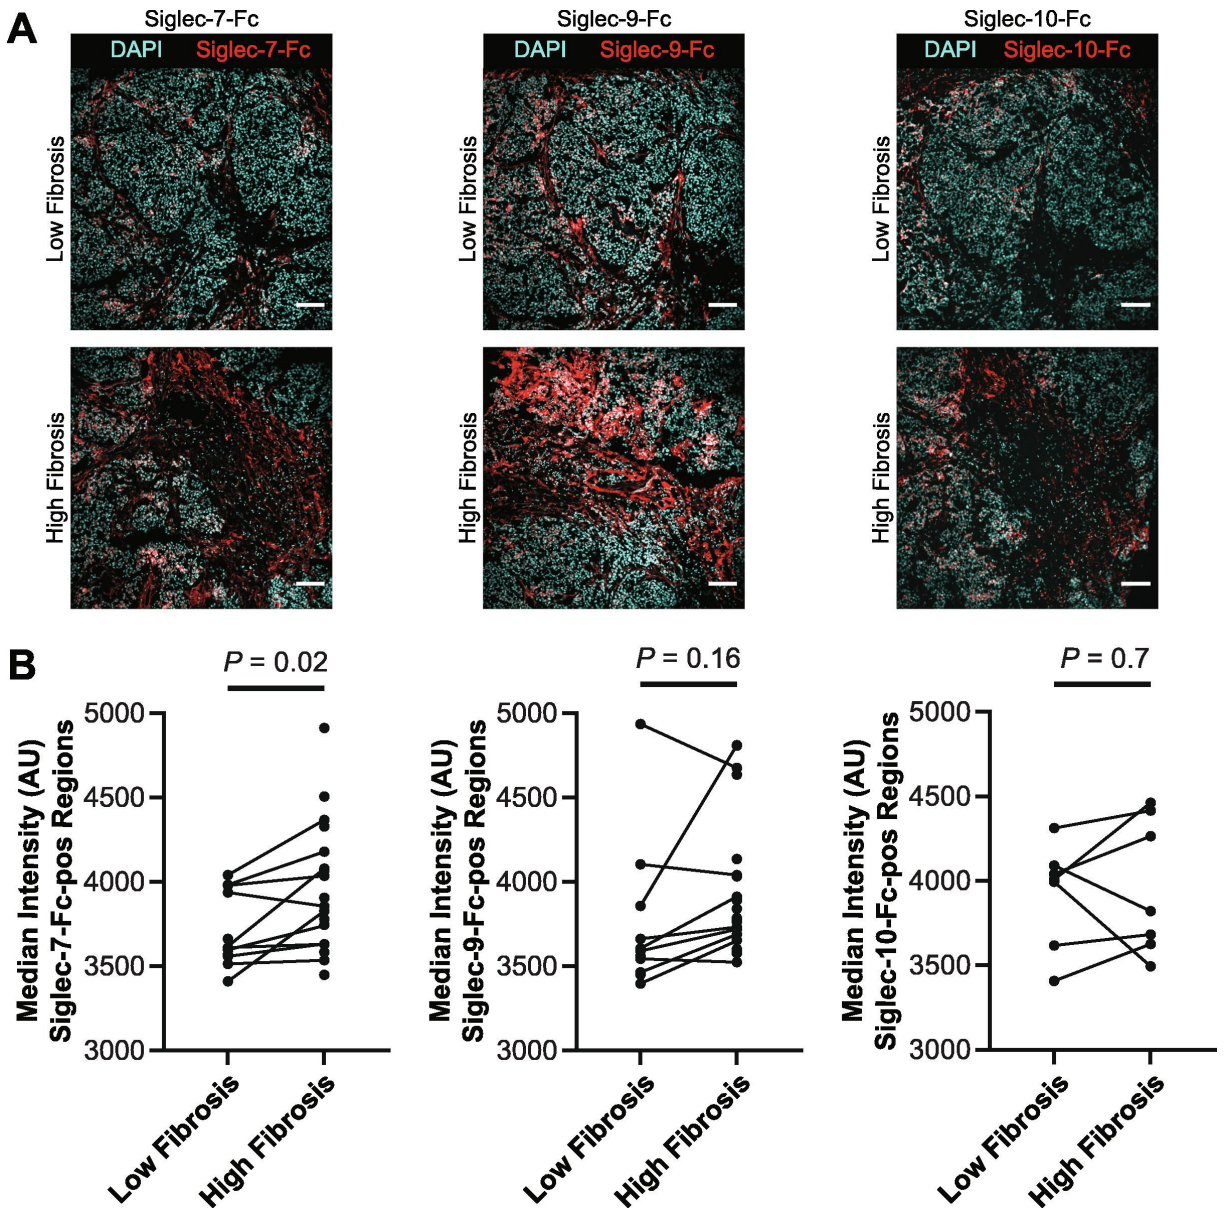 A
Siglec-7-Fc
Siglec-9-Fc
Siglec-10-Fc
DAPI Siglec-7-Fc
DAPI Siglec-9-Fc
DAPI Siglec-10-Fc
Low Fibrosis
Low Fibrosis
Low Fibrosis
High Fibrosis
High Fibrosis
High Fibrosis
B
P = 0.02
Median Intensity (AU)
Siglec-7-Fc-pos Regions
5000
4500
4000
3500
3000
Low Fibrosis
High Fibrosis
P = 0.16
Median Intensity (AU)
Siglec-9-Fc-pos Regions
5000
4500
4000
3500
3000
Low Fibrosis
High Fibrosis
P = 0.7
Median Intensity (AU)
Siglec-10-Fc-pos Regions
5000
4500
4000
3500
3000
Low Fibrosis
High Fibrosis